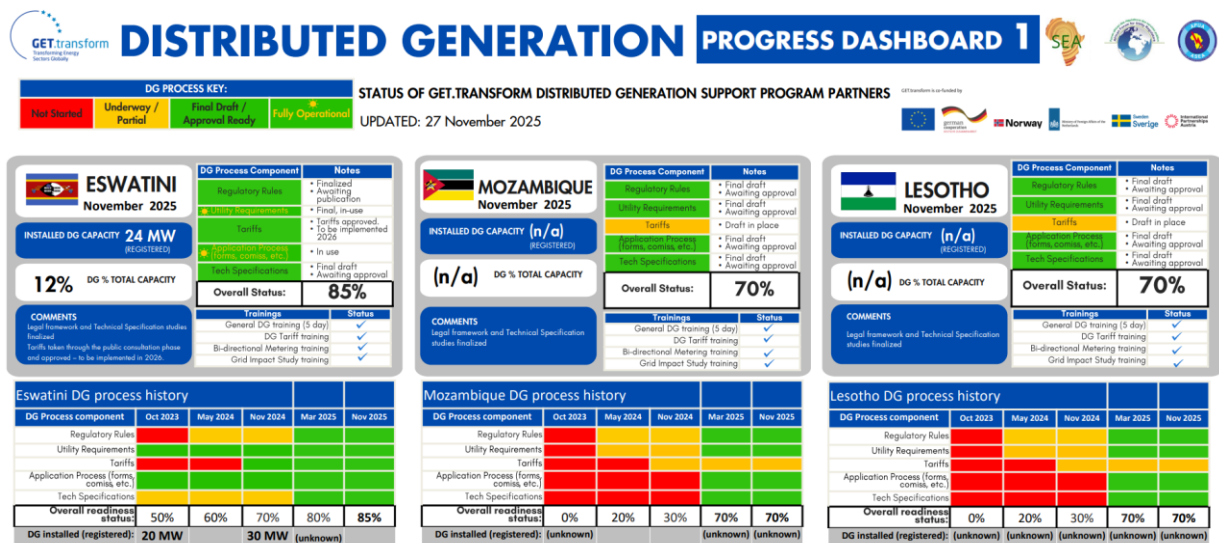 GET.transform
Transforming Energy
Sectors Globally
DISTRIBUTED GENERATION
PROGRESS DASHBOARD 1
SEA
DG PROCESS KEY:
Not Started
Underway /
Partial
Final Draft /
Approval Ready
Fully Operational
STATUS OF GET.TRANSFORM DISTRIBUTED GENERATION SUPPORT PROGRAM PARTNERS
UPDATED: 27 November 2025
GET.transform is co-funded by
german
cooperation
Norway
Ministry of Foreign Affairs of the
Netherlands
Sweden
Sverige
International
Partnerships
Austria
ESWATINI
November 2025
INSTALLED DG CAPACITY 24 MW
(REGISTERED)
12% DG % TOTAL CAPACITY
COMMENTS
Legal framework and Technical Specification studies
finalized
Tariffs taken through the public consultation phase
and approved – to be implemented in 2026.
DG Process Component Notes
Regulatory Rules • Finalized
• Awaiting
publication
Utility Requirements • Final, in-use
Tariffs • Tariffs approved.
• To be implemented
2026
Application Process
(forms, comiss, etc.) • In use
Tech Specifications • Final draft
• Awaiting approval
Overall Status: 85%
Trainings Status
General DG training (5 day) ✓
DG Tariff training ✓
Bi-directional Metering training ✓
Grid Impact Study training ✓
MOZAMBIQUE
November 2025
INSTALLED DG CAPACITY (n/a)
(REGISTERED)
(n/a) DG % TOTAL CAPACITY
COMMENTS
Legal framework and Technical Specification
studies finalized
DG Process Component Notes
Regulatory Rules • Final draft
• Awaiting approval
Utility Requirements • Final draft
• Awaiting approval
Tariffs • Draft in place
Application Process
(forms, comiss, etc.) • Final draft
• Awaiting approval
Tech Specifications • Final draft
• Awaiting approval
Overall Status: 70%
Trainings Status
General DG training (5 day) ✓
DG Tariff training ✓
Bi-directional Metering training ✓
Grid Impact Study training ✓
LESOTHO
November 2025
INSTALLED DG CAPACITY (n/a)
(REGISTERED)
(n/a) DG % TOTAL CAPACITY
COMMENTS
Legal framework and Technical Specification
studies finalized
DG Process Component Notes
Regulatory Rules • Final draft
• Awaiting approval
Utility Requirements • Final draft
• Awaiting approval
Tariffs • Draft in place
Application Process
(forms, comiss, etc.) • Final draft
• Awaiting approval
Tech Specifications • Final draft
• Awaiting approval
Overall Status: 70%
Trainings Status
General DG training (5 day) ✓
DG Tariff training ✓
Bi-directional Metering training ✓
Grid Impact Study training ✓
Eswatini DG process history
DG Process component Oct 2023 May 2024 Nov 2024 Mar 2025 Nov 2025
Regulatory Rules
Utility Requirements
Tariffs
Application Process (forms,
comiss, etc.)
Tech Specifications
Overall readiness
status: 50% 60% 70% 80% 85%
DG installed (registered): 20 MW 30 MW (unknown)
Mozambique DG process history
DG Process component Oct 2023 May 2024 Nov 2024 Mar 2025 Nov 2025
Regulatory Rules
Utility Requirements
Tariffs
Application Process (forms,
comiss, etc.)
Tech Specifications
Overall readiness
status: 0% 20% 30% 70% 70%
DG installed (registered): (unknown) (unknown) (unknown)
Lesotho DG process history
DG Process component Oct 2023 May 2024 Nov 2024 Mar 2025 Nov 2025
Regulatory Rules
Utility Requirements
Tariffs
Application Process (forms,
comiss, etc.)
Tech Specifications
Overall readiness
status: 0% 20% 30% 70% 70%
DG installed (registered): (unknown) (unknown) (unknown) (unknown) (unknown)